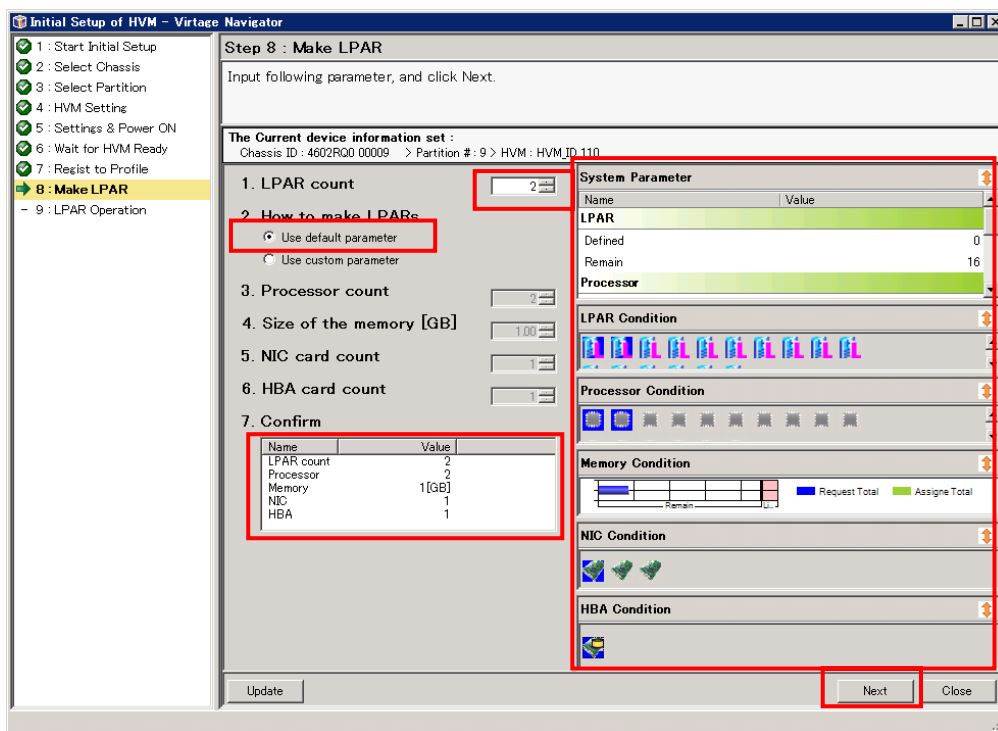 Initial Setup of HVM - Virtage Navigator
1 : Start Initial Setup
2 : Select Chassis
3 : Select Partition
4 : HVM Setting
5 : Settings & Power ON
6 : Wait for HVM Ready
7 : Regist to Profile
8 : Make LPAR
- 9 : LPAR Operation
Step 8 : Make LPAR
Input following parameter, and click Next.
The Current device information set :
Chassis ID : 4602RQ0 00009 > Partition # : 9 > HVM : HVM_ID 110
1. LPAR count
2
2. How to make LPARs
Use default parameter
Use custom parameter
3. Processor count
2
4. Size of the memory [GB]
1.00
5. NIC card count
1
6. HBA card count
1
7. Confirm
Name Value
LPAR count 2
Processor 2
Memory 1[GB]
NIC 1
HBA 1
System Parameter
Name Value
LPAR
Defined 0
Remain 16
Processor
LPAR Condition
Processor Condition
Memory Condition
Remain
Request Total Assigne Total
NIC Condition
HBA Condition
Update Next Close